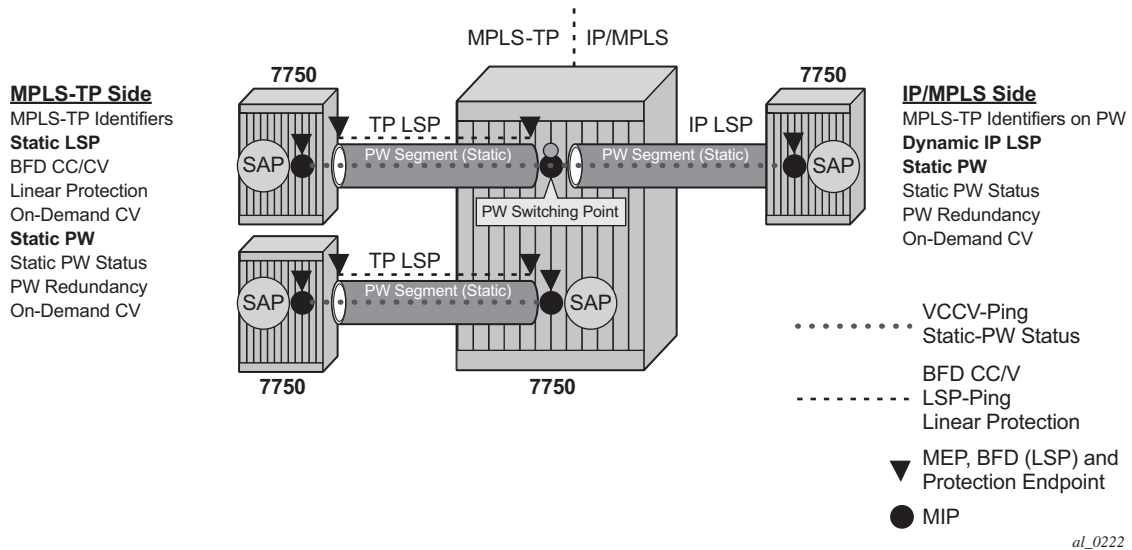 MPLS-TP IP/MPLS
7750
7750
MPLS-TP Side
MPLS-TP Identifiers
Static LSP
BFD CC/CV
Linear Protection
On-Demand CV
Static PW
Static PW Status
PW Redundancy
On-Demand CV
SAP
TP LSP
PW Segment (Static)
PW Switching Point
IP LSP
PW Segment (Static)
SAP
IP/MPLS Side
MPLS-TP Identifiers on PW
Dynamic IP LSP
Static PW
Static PW Status
PW Redundancy
On-Demand CV
SAP
TP LSP
PW Segment (Static)
SAP
7750
7750
VCCV-Ping
Static-PW Status
BFD CC/V
LSP-Ping
Linear Protection
MEP, BFD (LSP) and
Protection Endpoint
MIP
al_0222